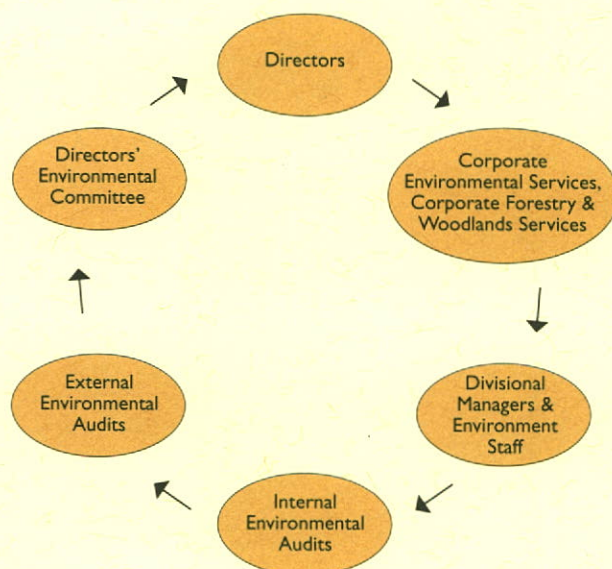 Directors
Corporate
Environmental Services,
Corporate Forestry &
Woodlands Services
Divisional
Managers &
Environment
Staff
Internal
Environmental
Audits
External
Environmental
Audits
Directors'
Environmental
Committee